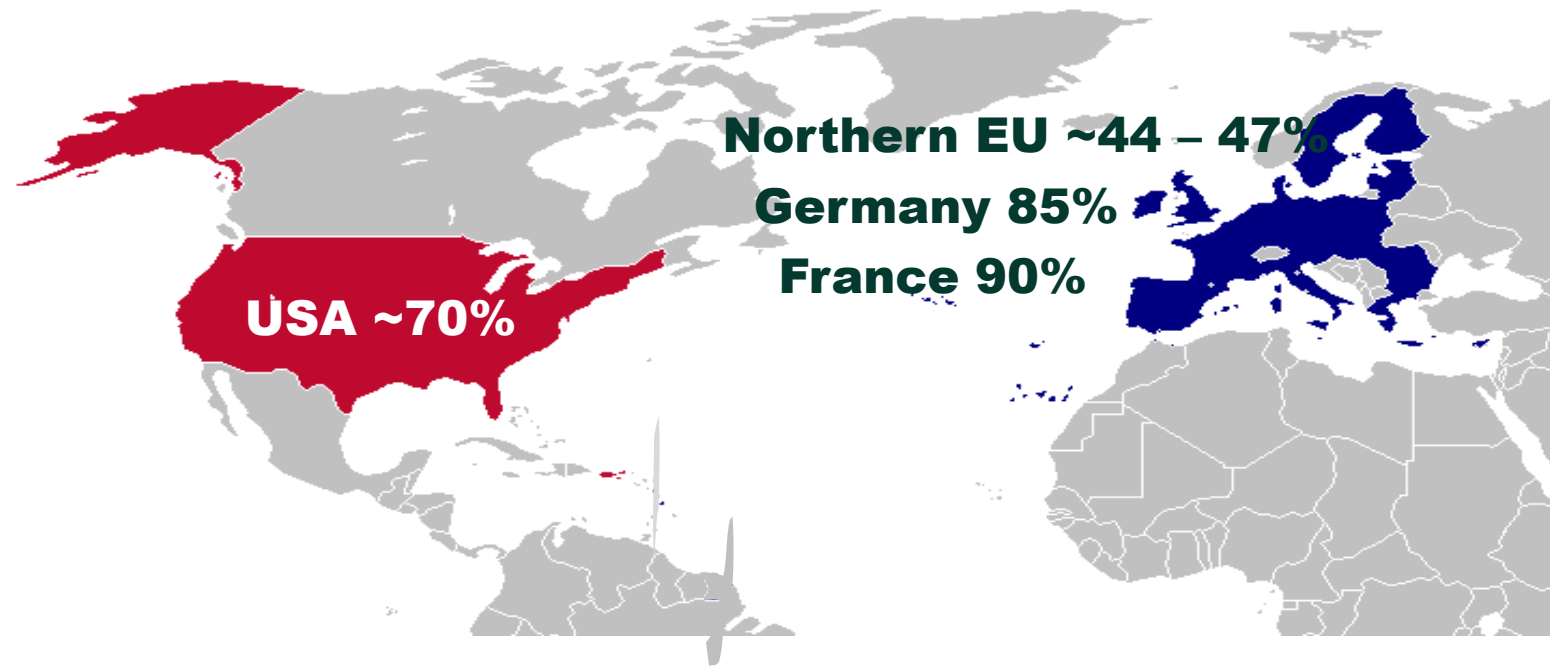 Northern EU ~44 – 47%
Germany 85%
France 90%
USA ~70%